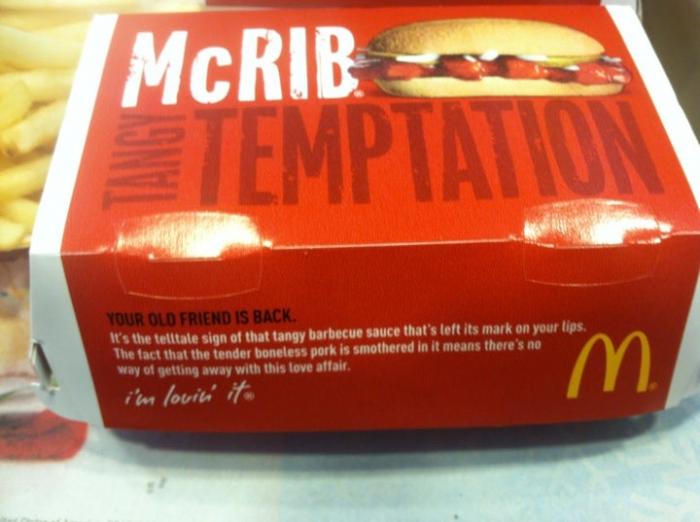 McRIB®
TANGY TEMPTATION
YOUR OLD FRIEND IS BACK.
It's the telltale sign of that tangy barbecue sauce that's left its mark on your lips.
The fact that the tender boneless pork is smothered in it means there's no
way of getting away with this love affair.
i'm lovin' it®
M®